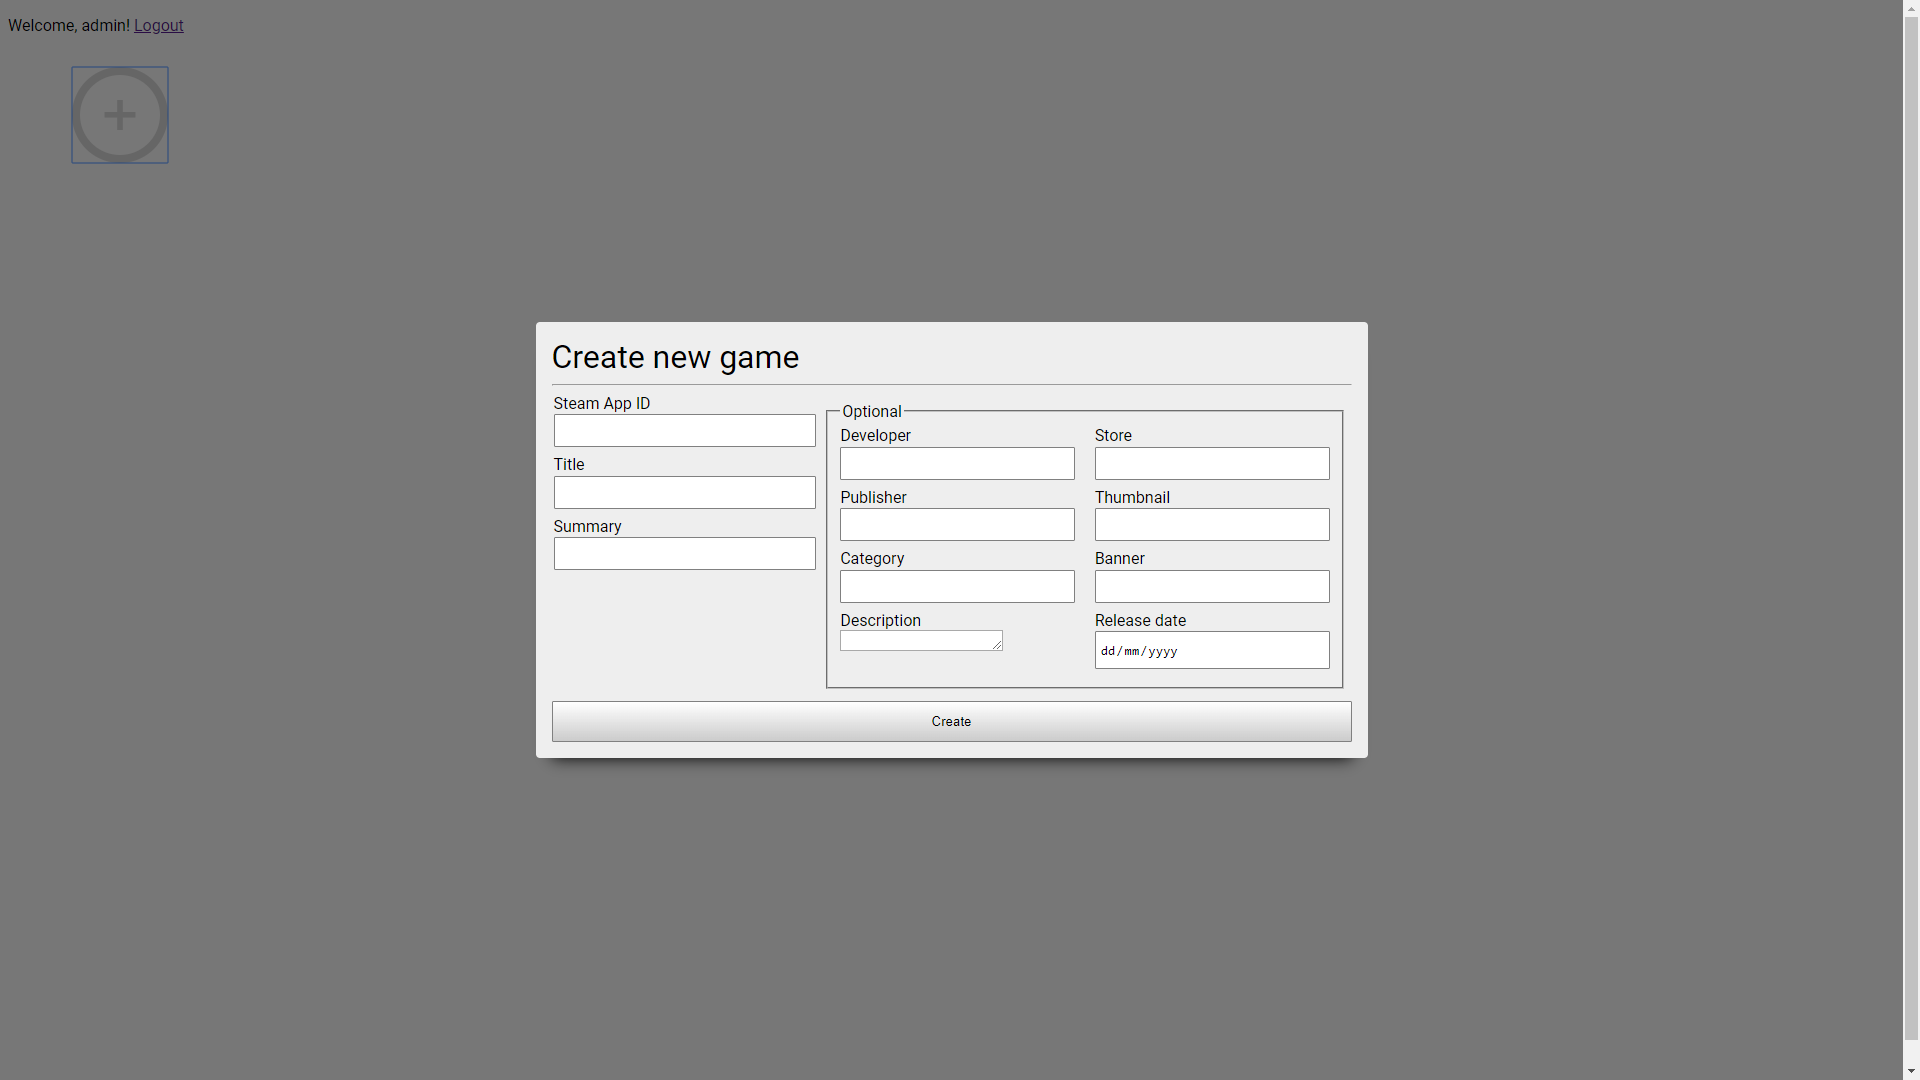 Welcome, admin! Logout
Create new game
Steam App ID
Title
Summary
Optional
Developer
Publisher
Category
Description
Store
Thumbnail
Banner
Release date
dd/mm/yyyy
Create